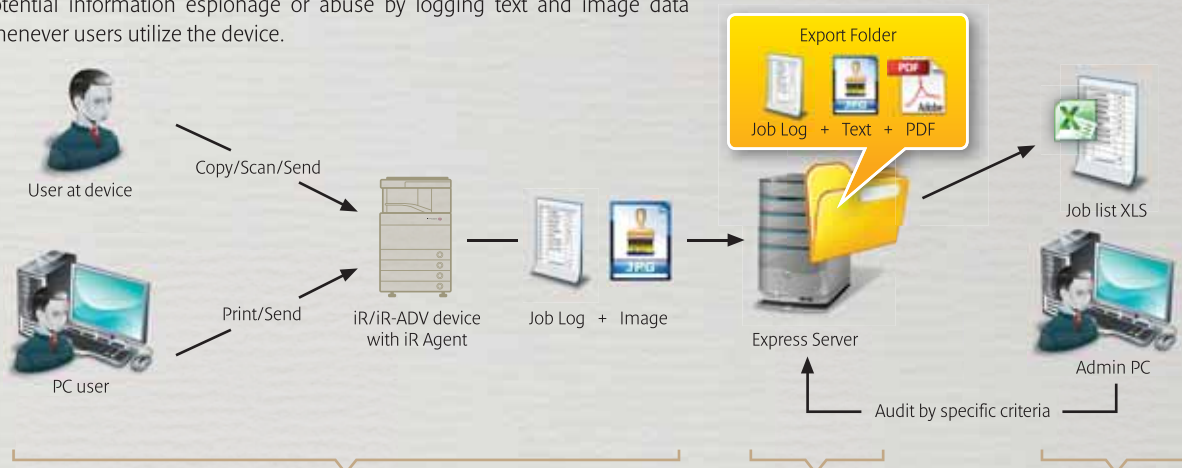 potential information espionage or abuse by logging text and image data
whenever users utilize the device.
Export Folder
PDF
JPG
Adobe
Job Log + Text + PDF
User at device
Copy/Scan/Send
Job list XLS
JPG
Print/Send
iR/iR-ADV device
with iR Agent
Job Log + Image
Express Server
PC user
Admin PC
Audit by specific criteria